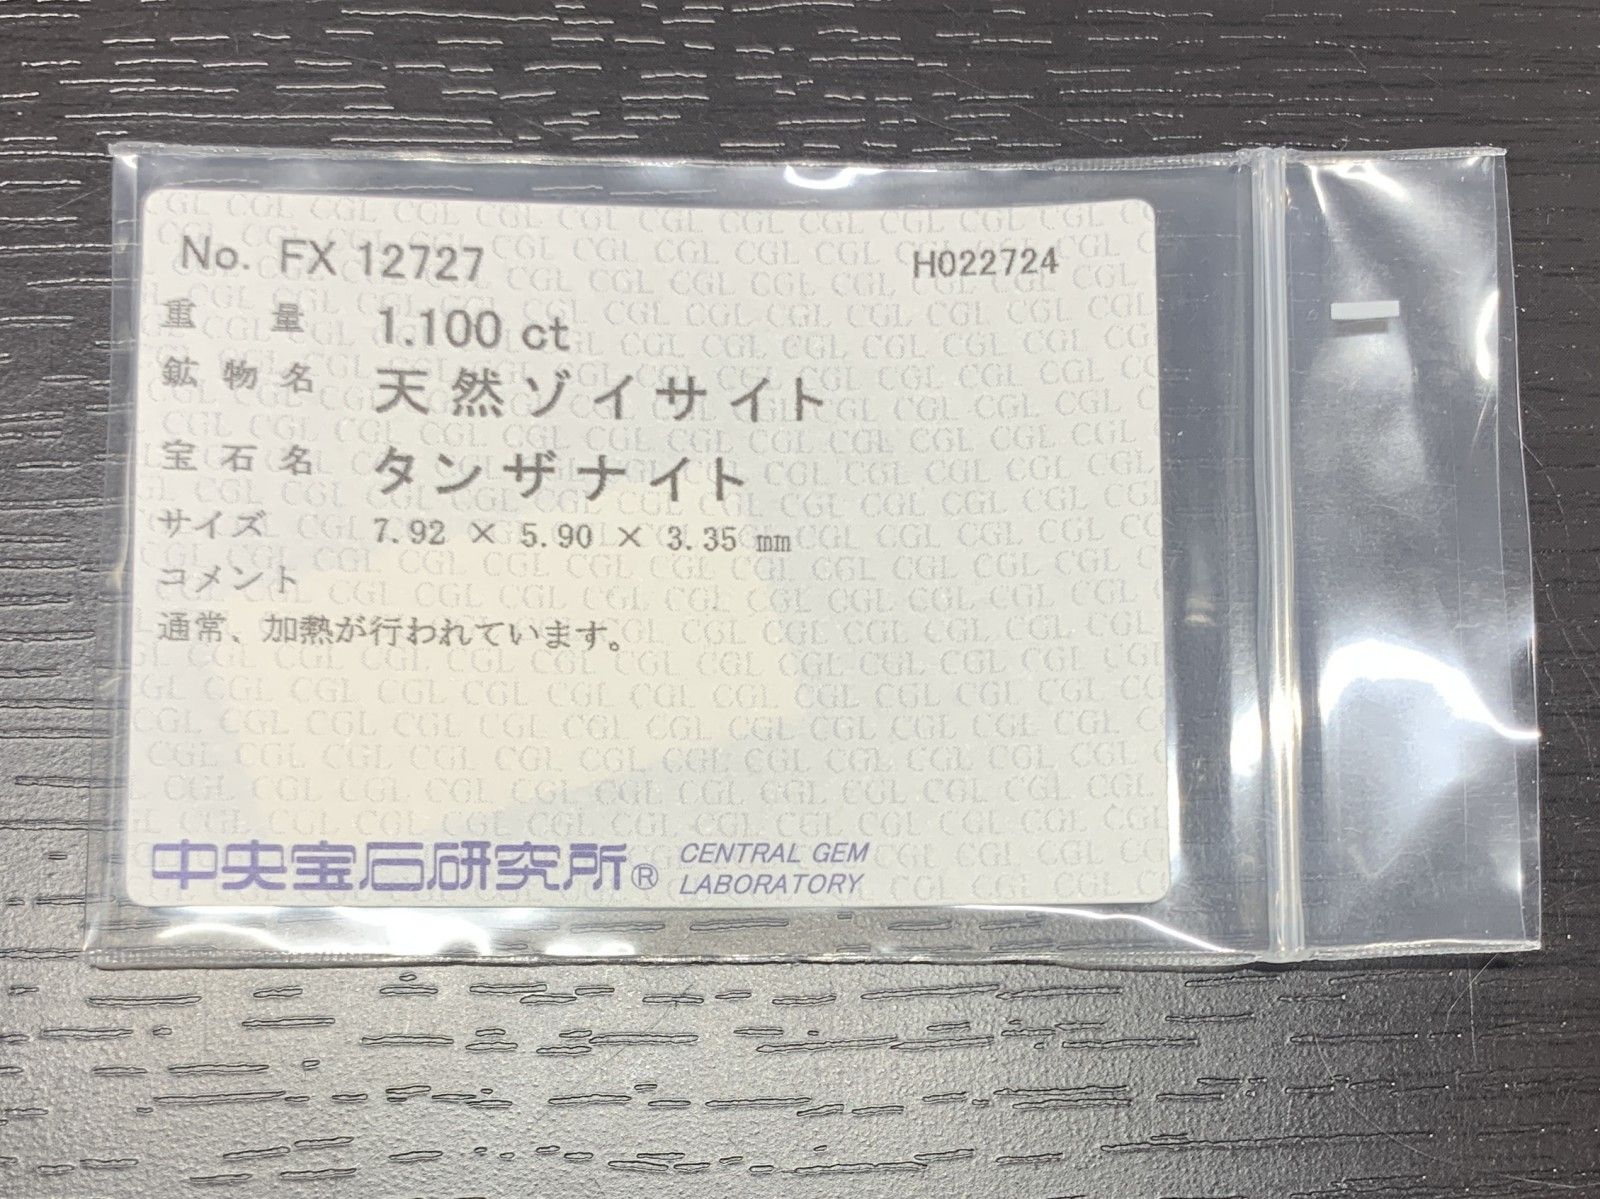 No. FX 12727 H022724
重量 1.100 ct
鉱物名 天然ゾイサイト
宝石名 タンザナイト
サイズ 7.92 × 5.90 × 3.35 mm
コメント
通常、加熱が行われています。
中央宝石研究所® CENTRAL GEM LABORATORY